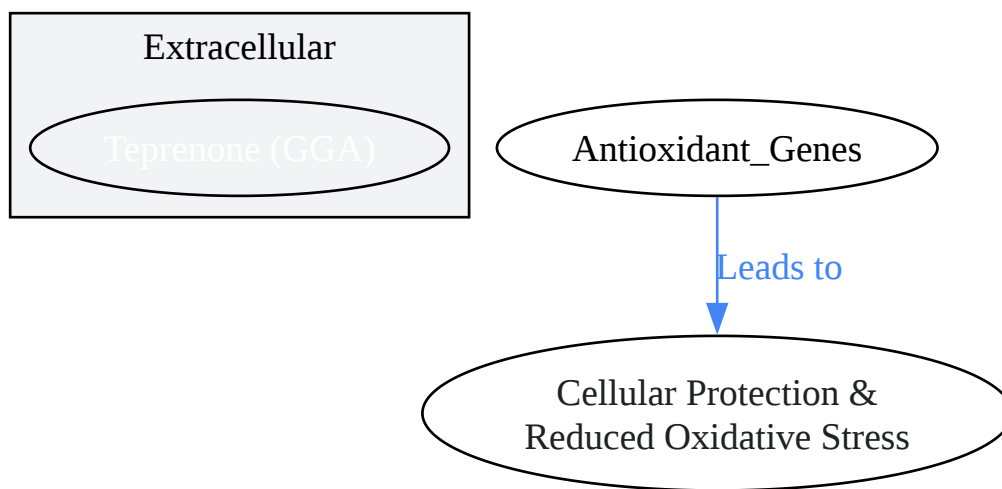 Extracellular
Teprenone (GGA)
Antioxidant_Genes
Leads to
Cellular Protection &
Reduced Oxidative Stress